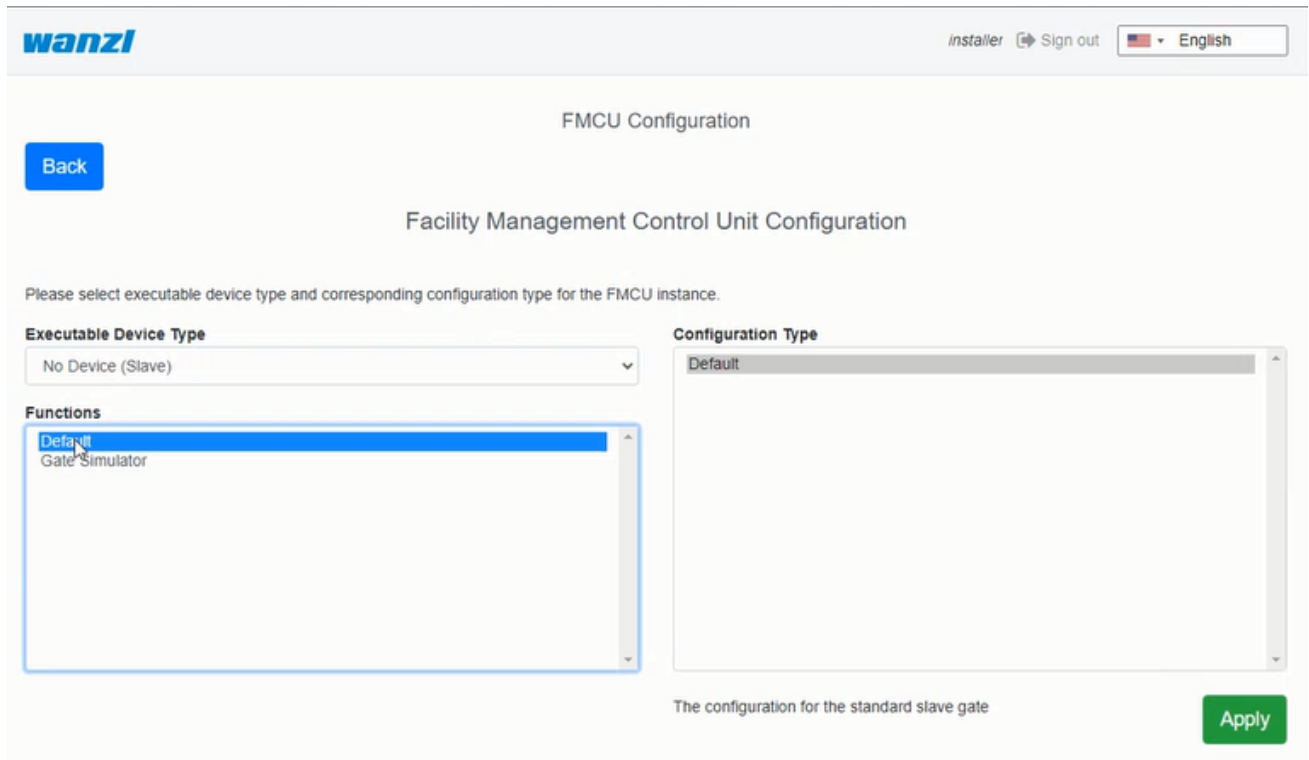 wanzl
installer Sign out English
FMCU Configuration
Back
Facility Management Control Unit Configuration
Please select executable device type and corresponding configuration type for the FMCU instance.
Executable Device Type
No Device (Slave)
Functions
Default
Gate Simulator
Configuration Type
Default
The configuration for the standard slave gate
Apply